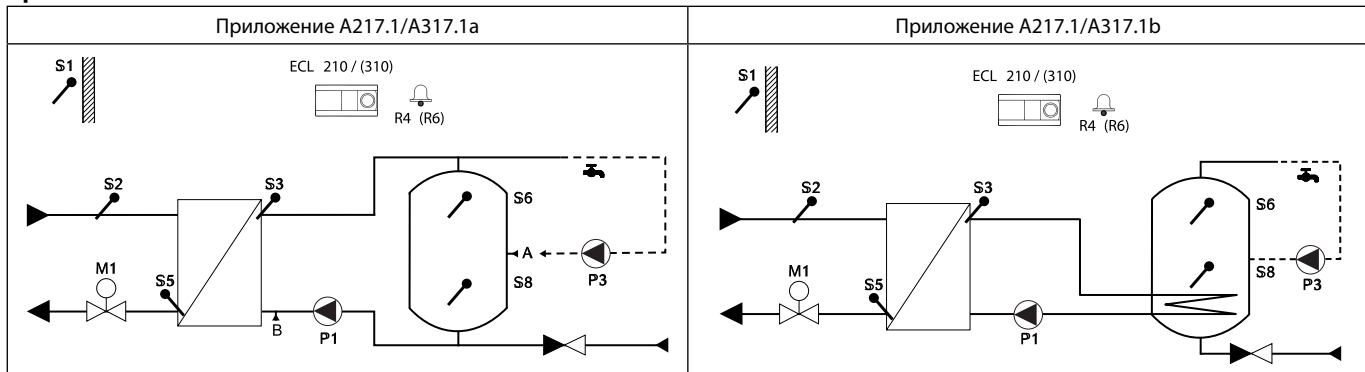 Приложение A217.1/A317.1a
Приложение A217.1/A317.1b
S1
ECL 210 / (310)
R4 (R6)
S2
S3
S6
A
S8
P3
M1
S5
B
P1
S1
ECL 210 / (310)
R4 (R6)
S2
S3
S6
S8
P3
M1
S5
P1